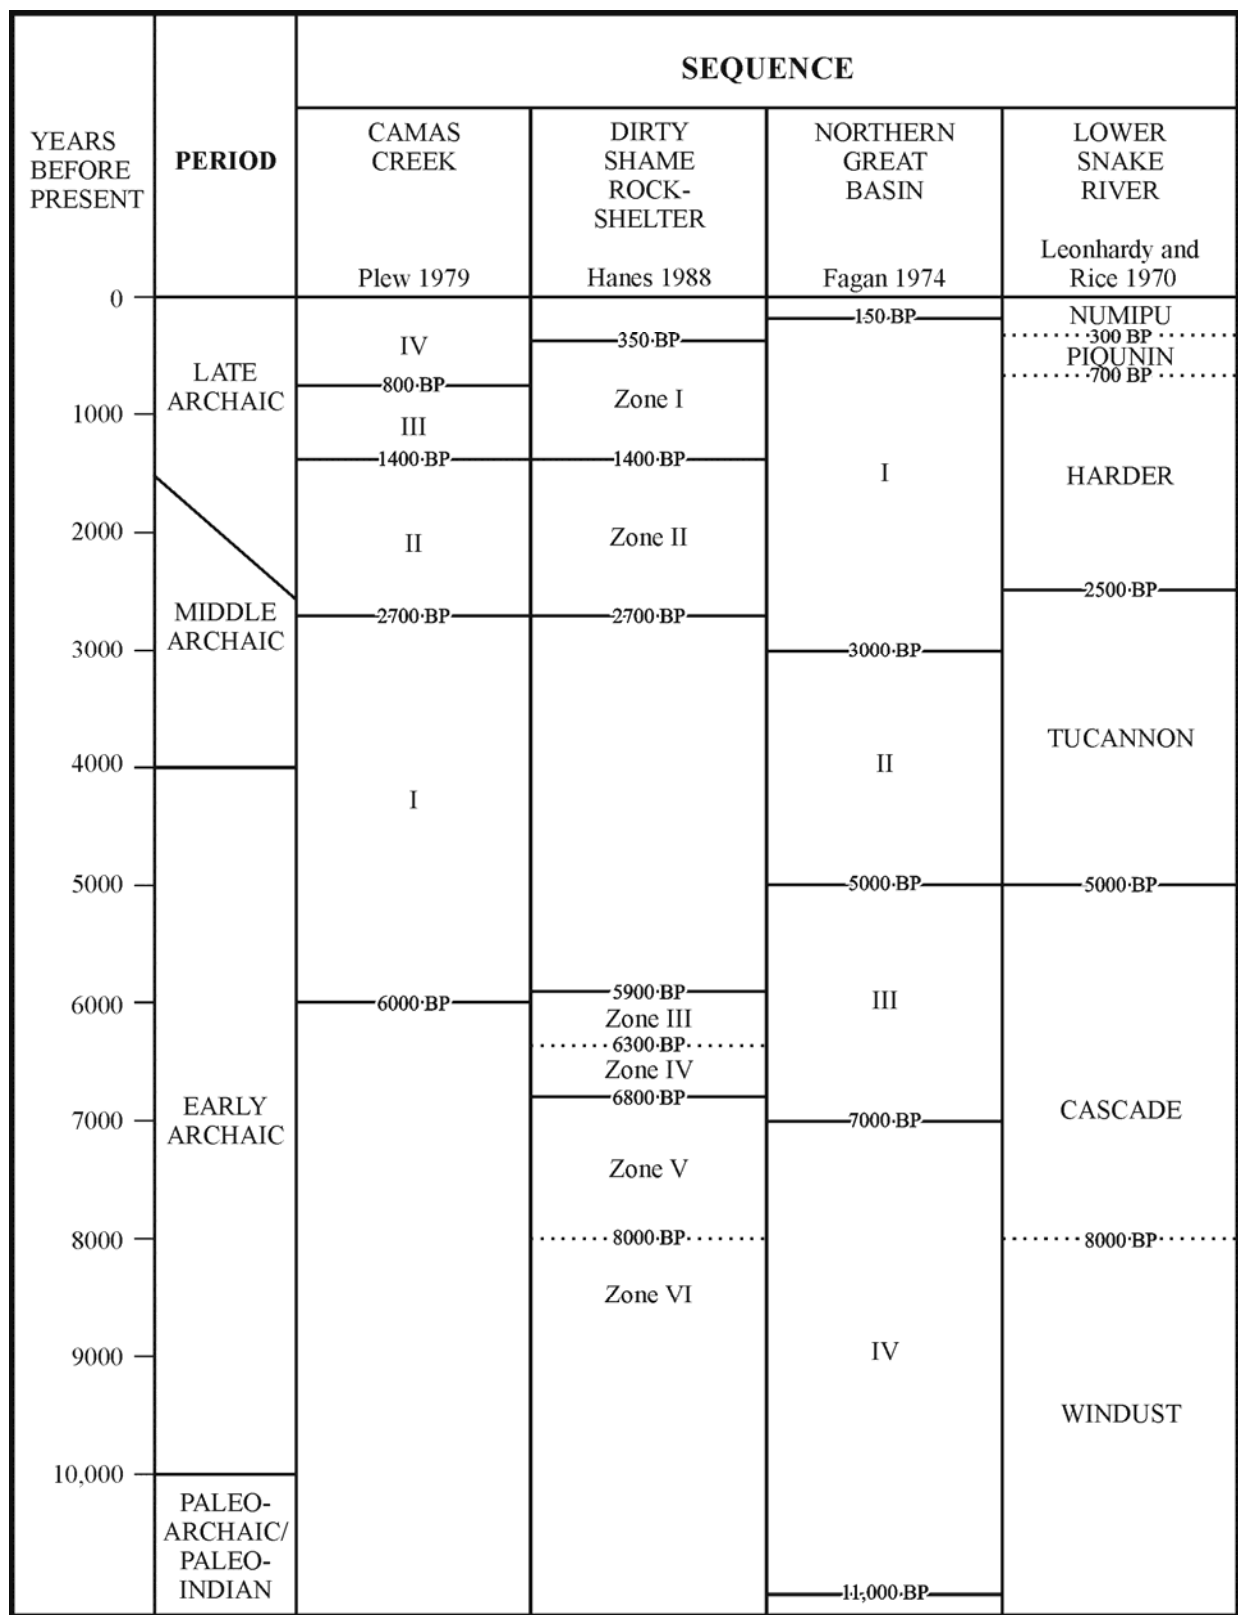 SEQUENCE
YEARS
BEFORE
PRESENT
PERIOD
CAMAS
CREEK
Plew 1979
DIRTY
SHAME
ROCK-
SHELTER
Hanes 1988
NORTHERN
GREAT
BASIN
Fagan 1974
LOWER
SNAKE
RIVER
Leonhardy and
Rice 1970
0
1000
2000
3000
4000
5000
6000
7000
8000
9000
10,000
LATE
ARCHAIC
MIDDLE
ARCHAIC
EARLY
ARCHAIC
PALEO-
ARCHAIC/
PALEO-
INDIAN
IV
800 BP
III
1400 BP
II
2700 BP
I
6000 BP
350 BP
Zone I
1400 BP
Zone II
2700 BP
5900 BP
Zone III
6300 BP
Zone IV
6800 BP
Zone V
8000 BP
Zone VI
150 BP
I
3000 BP
II
5000 BP
III
7000 BP
IV
11,000 BP
NUMIPU
300 BP
PIQUNIN
700 BP
HARDER
2500 BP
TUCANNON
5000 BP
CASCADE
8000 BP
WINDUST